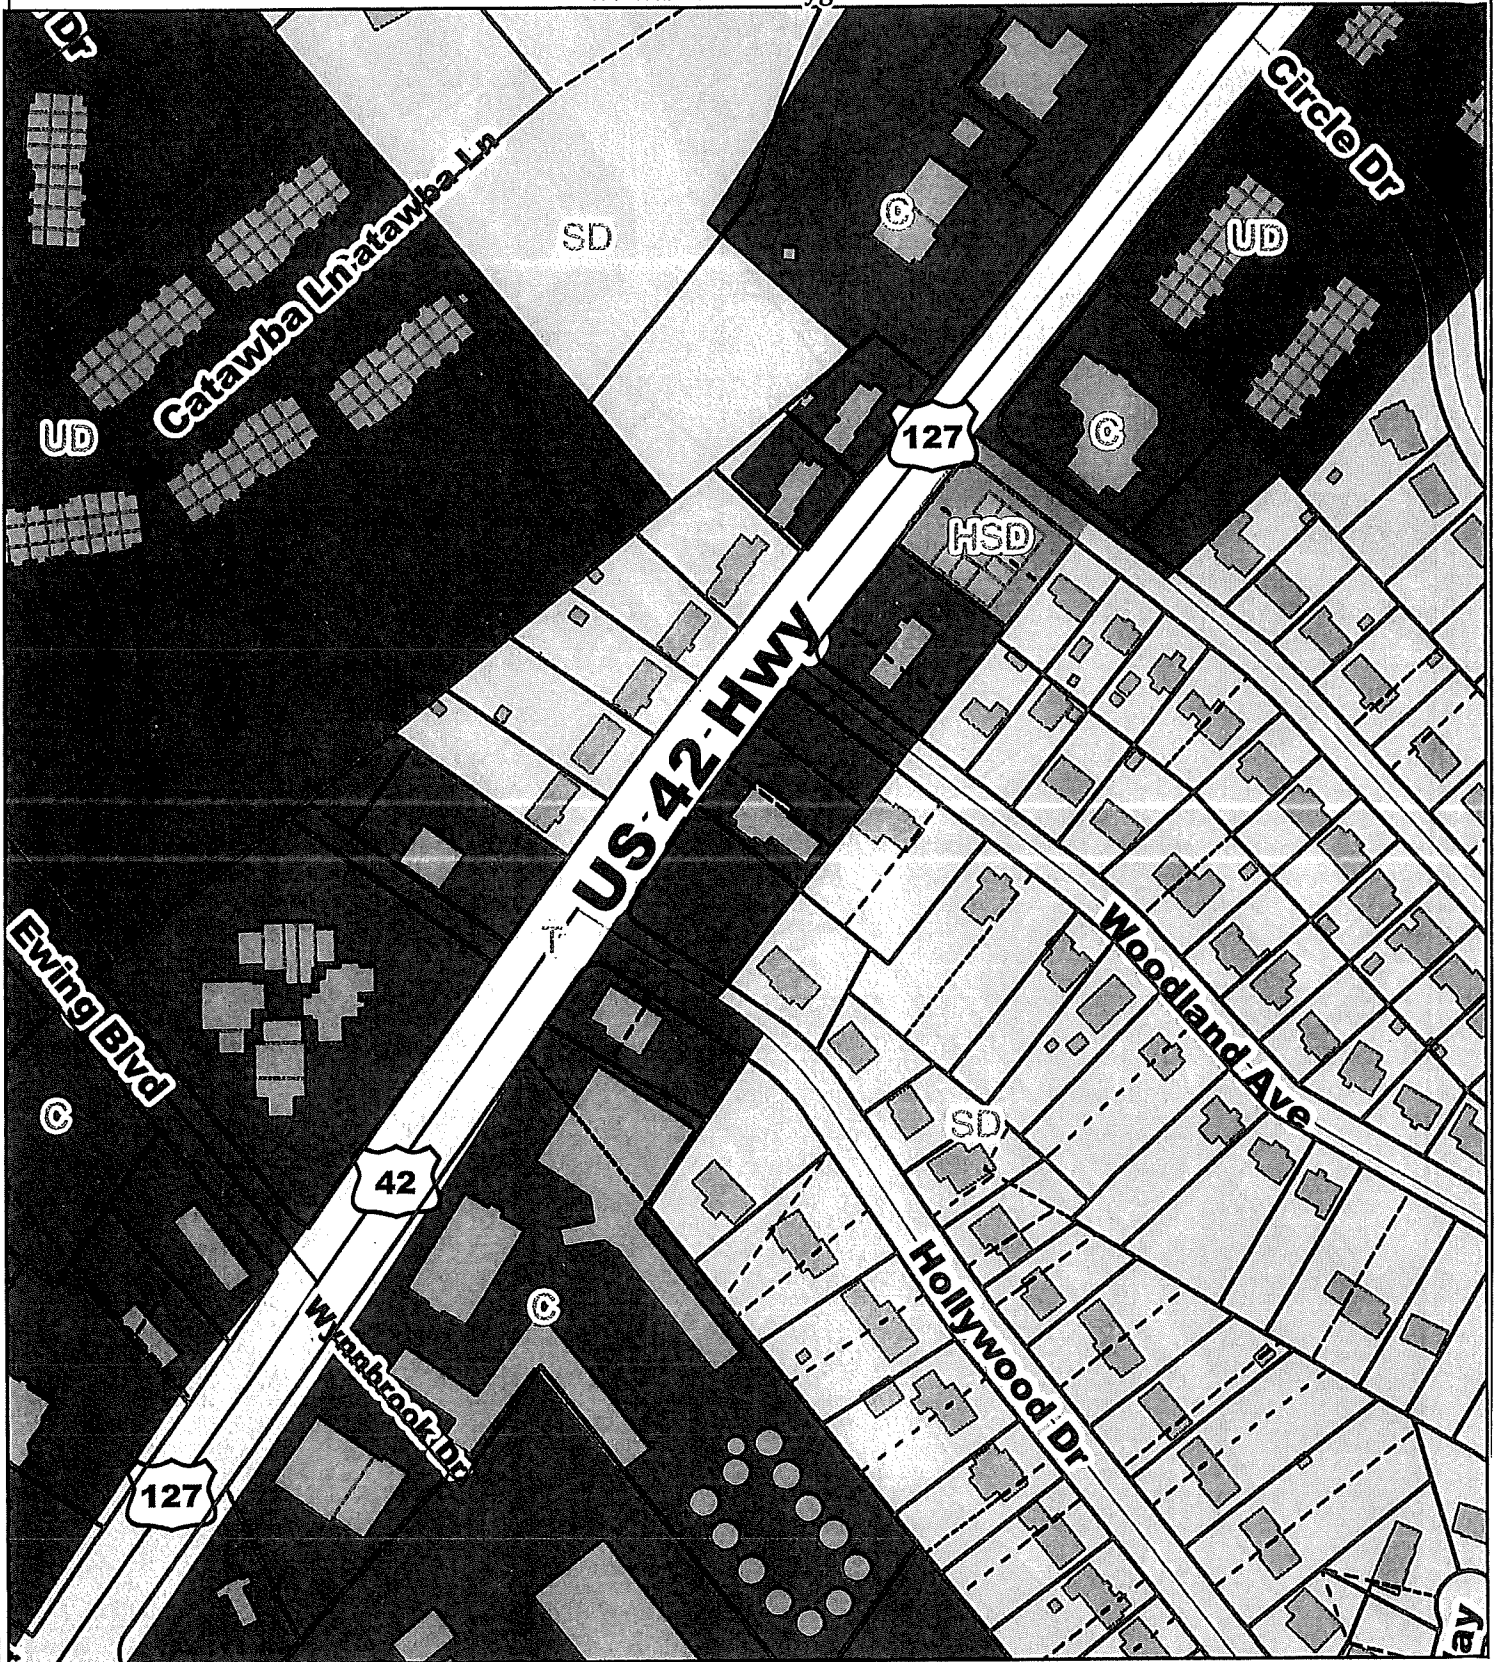 Dr
Circle Dr
Catawba Ln
atawba-Ln
SD
C
UD
UD
127
C
HSD
US 42 Hwy
T
Ewing Blvd
Woodland Ave
C
SD
42
Wynnbrook Dr
C
Hollywood Dr
127
ay